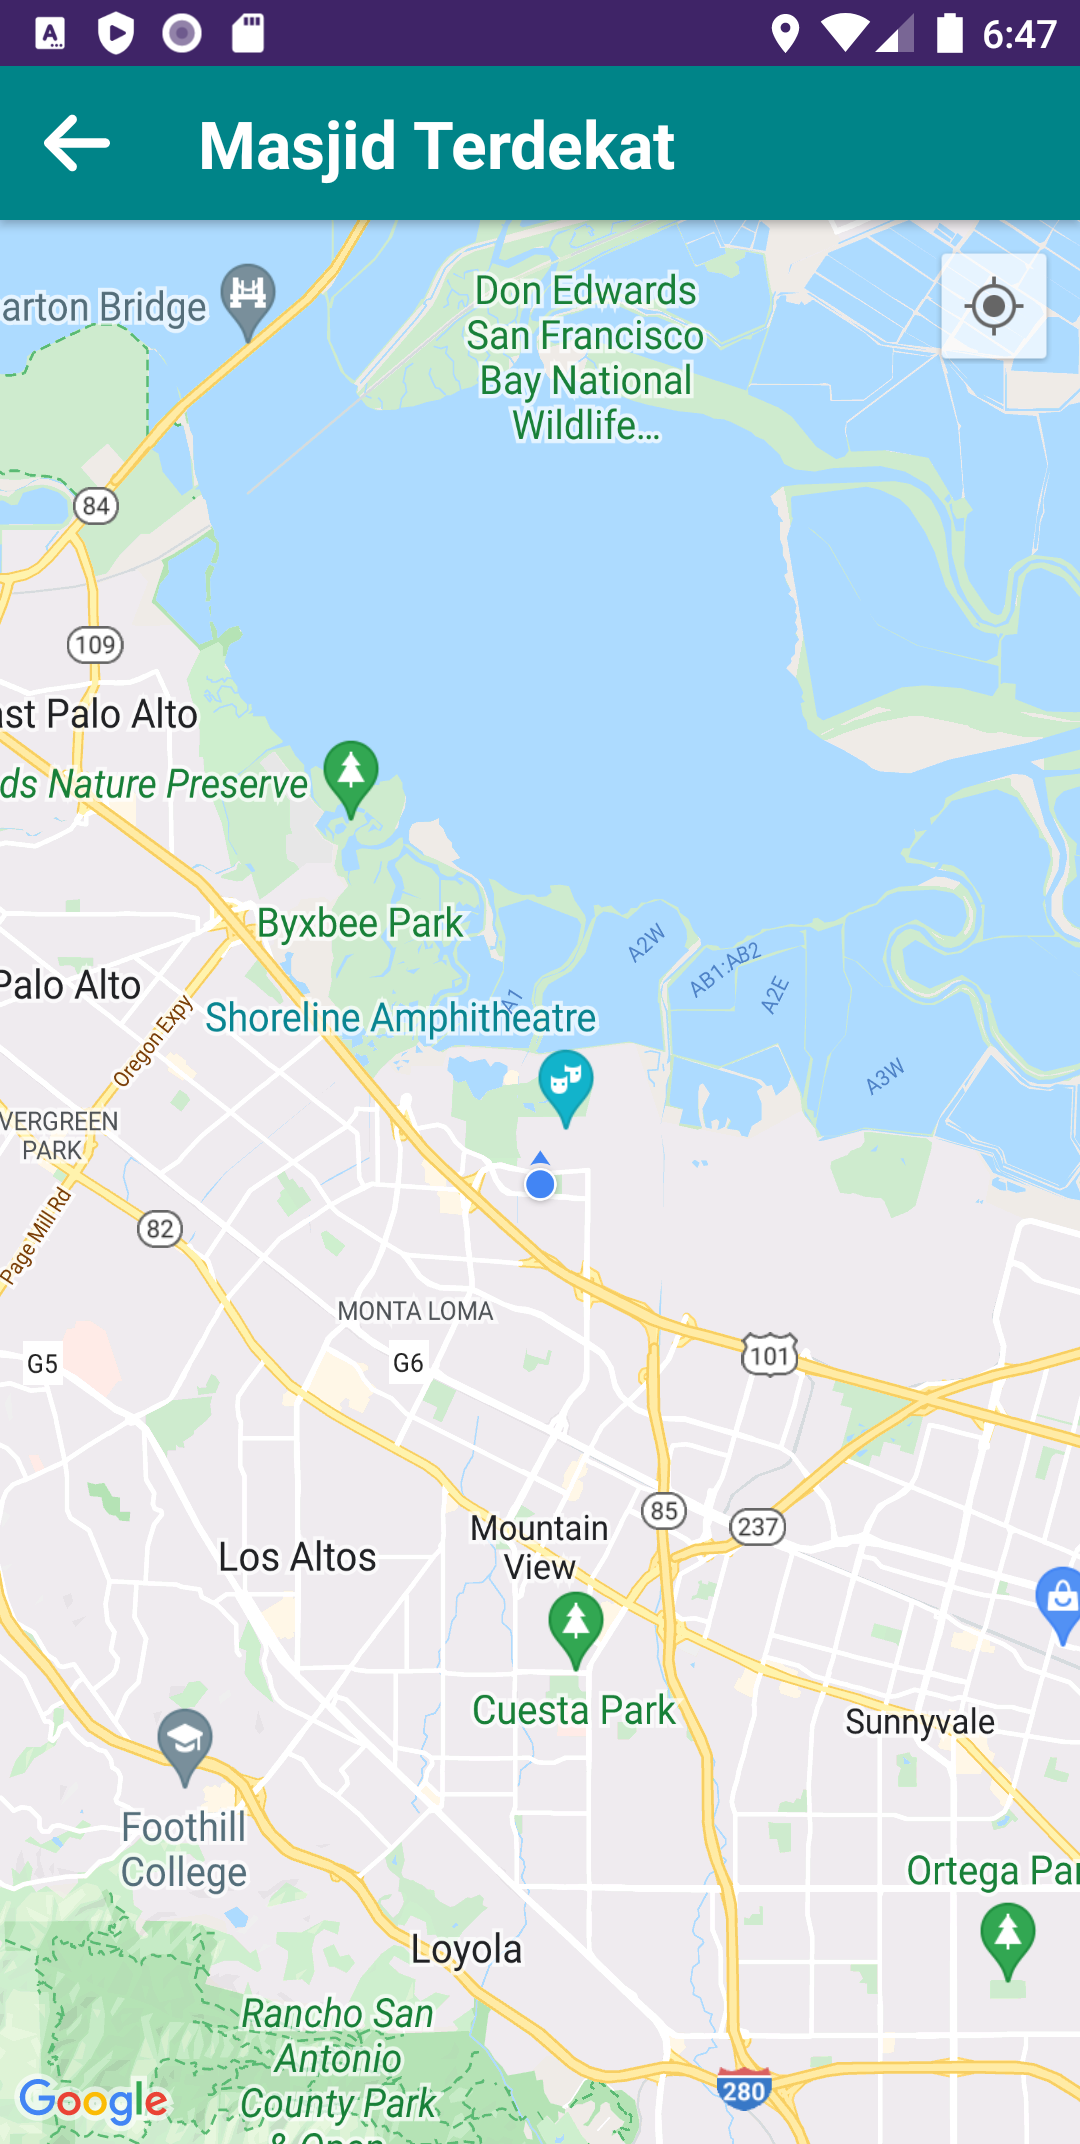 6:47
Masjid Terdekat
arton Bridge
Don Edwards
San Francisco
Bay National
Wildlife...
84
109
ast Palo Alto
ds Nature Preserve
Byxbee Park
A2W
AB1:AB2
A2E
Palo Alto
A1
Shoreline Amphitheatre
Oregon Expy
A3W
VERGREEN
PARK
Page Mill Rd
82
MONTA LOMA
G5
G6
101
85
237
Mountain
View
Los Altos
Cuesta Park
Sunnyvale
Foothill
College
Ortega Par
Loyola
Rancho San
Antonio
County Park
& Open
280
Google